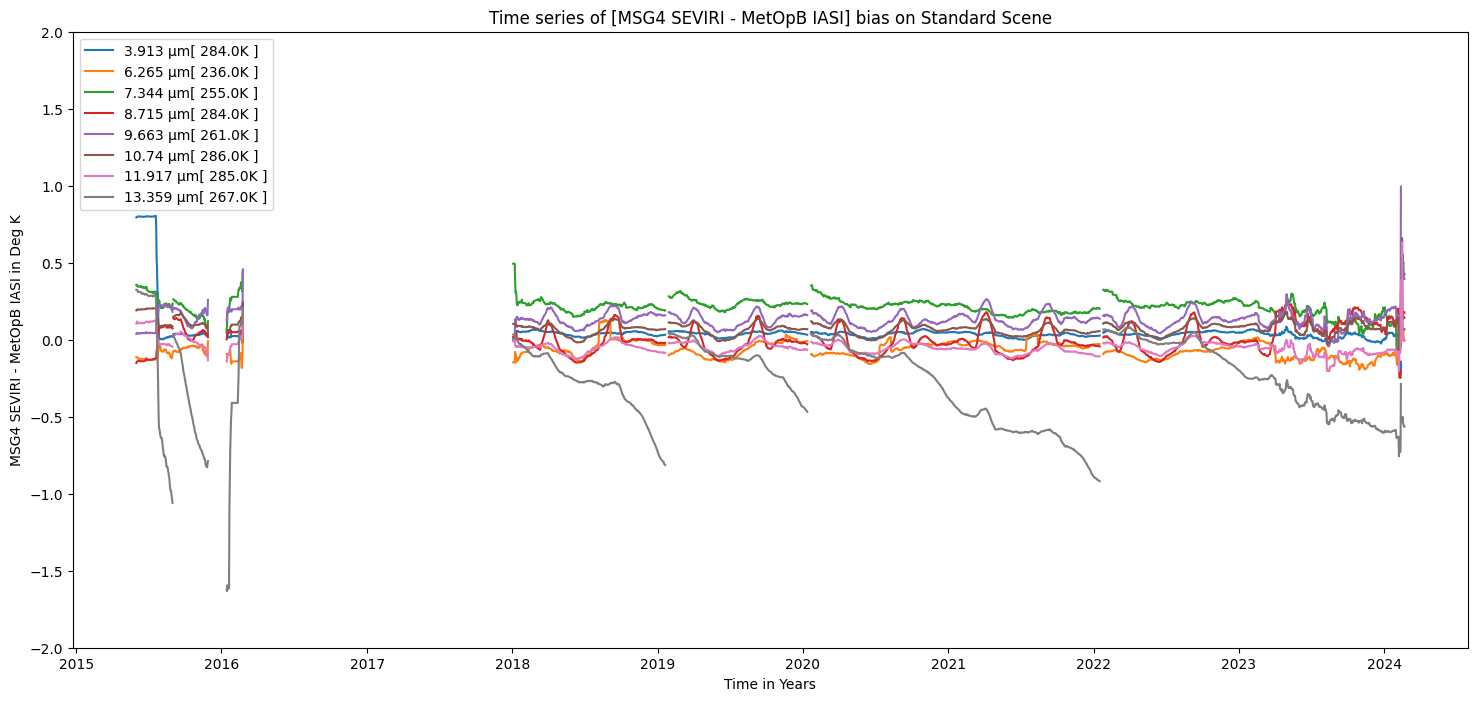 Time series of [MSG4 SEVIRI - MetOpB IASI] bias on Standard Scene
MSG4 SEVIRI - MetOpB IASI in Deg K
2.0
1.5
1.0
0.5
0.0
−0.5
−1.0
−1.5
−2.0
3.913 μm[ 284.0K ]
6.265 μm[ 236.0K ]
7.344 μm[ 255.0K ]
8.715 μm[ 284.0K ]
9.663 μm[ 261.0K ]
10.74 μm[ 286.0K ]
11.917 μm[ 285.0K ]
13.359 μm[ 267.0K ]
2015 2016 2017 2018 2019 2020 2021 2022 2023 2024
Time in Years